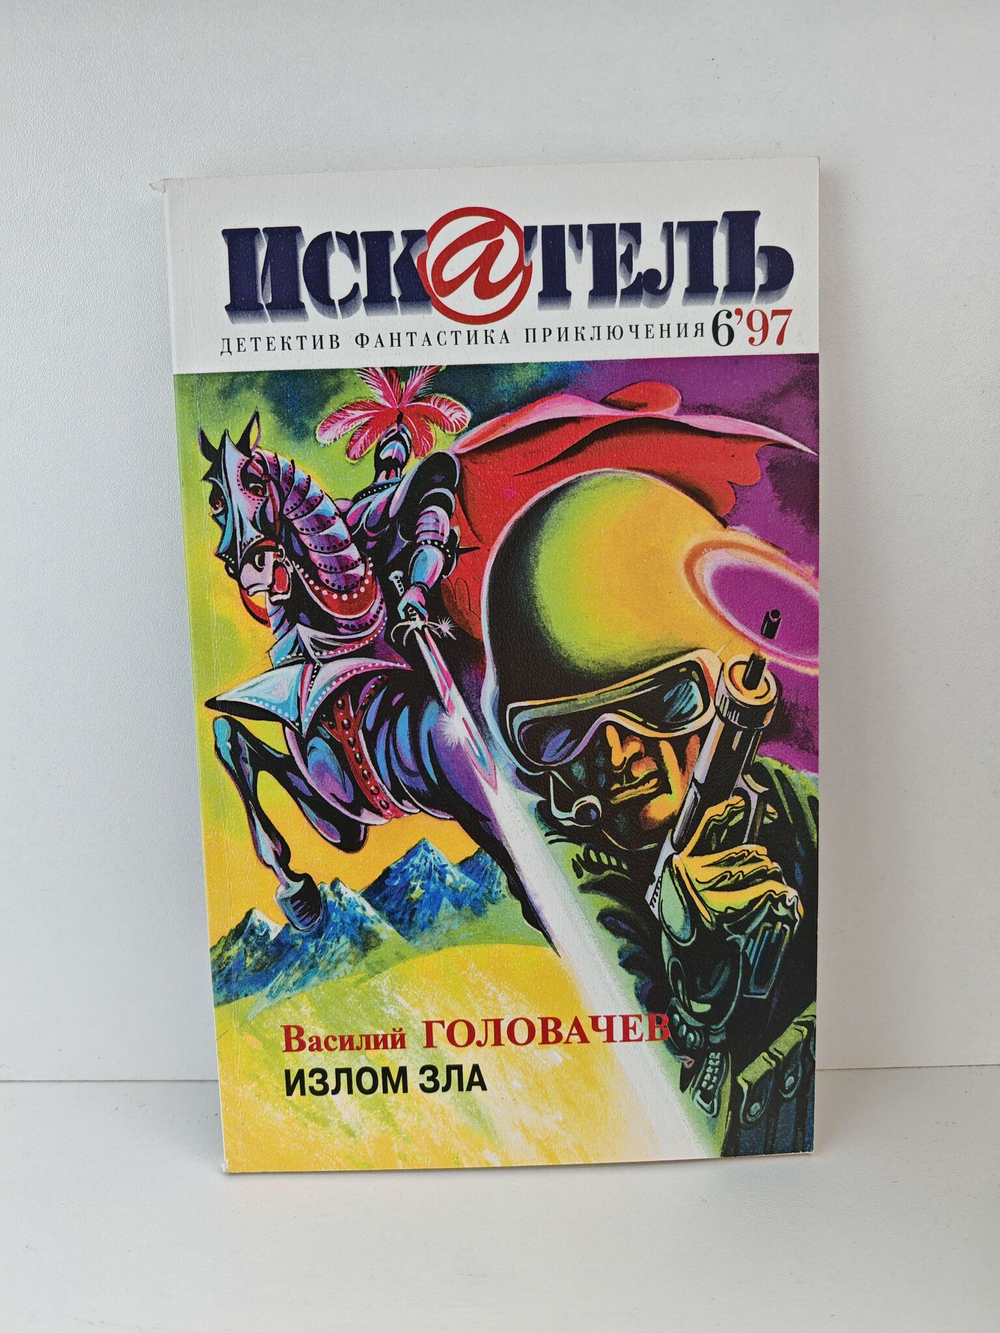 ИСК@ТЕЛЬ
ДЕТЕКТИВ ФАНТАСТИКА ПРИКЛЮЧЕНИЯ 6'97
Василий ГОЛОВАЧЕВ
ИЗЛОМ ЗЛА